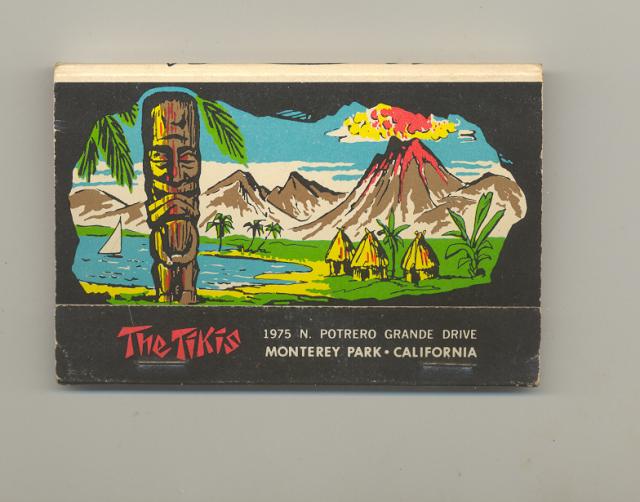 The Tikis
1975 N. POTRERO GRANDE DRIVE
MONTEREY PARK • CALIFORNIA